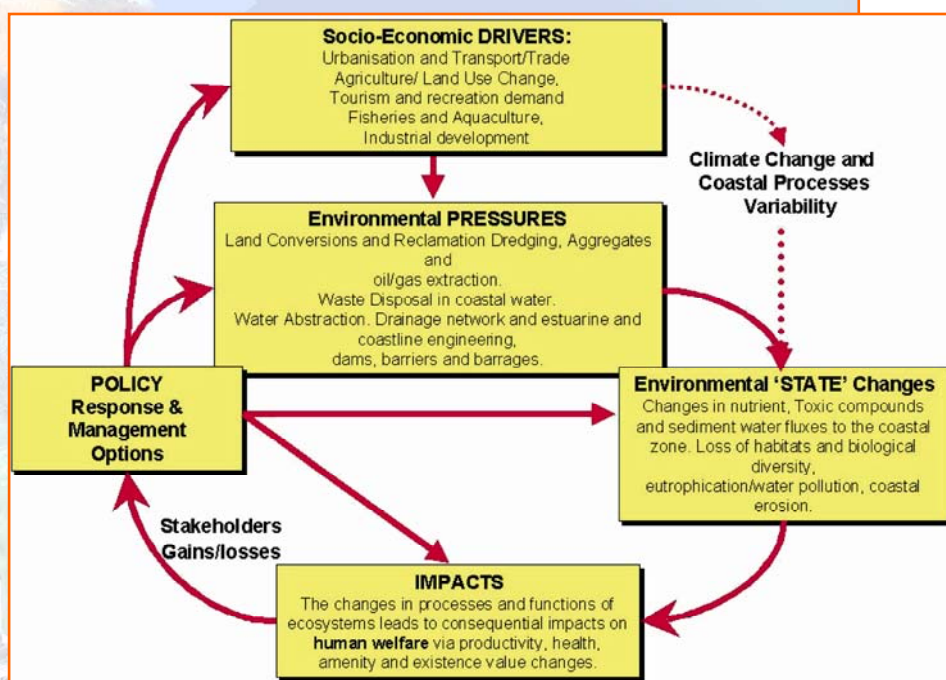 Socio-Economic DRIVERS:
Urbanisation and Transport/Trade
Agriculture/ Land Use Change,
Tourism and recreation demand
Fisheries and Aquaculture,
Industrial development
Climate Change and
Coastal Processes
Variability
Environmental PRESSURES
Land Conversions and Reclamation Dredging, Aggregates
and
oil/gas extraction.
Waste Disposal in coastal water.
Water Abstraction. Drainage network and estuarine and
coastline engineering,
dams, barriers and barrages.
POLICY
Response &
Management
Options
Environmental ‘STATE’ Changes
Changes in nutrient, Toxic compounds
and sediment water fluxes to the coastal
zone. Loss of habitats and biological
diversity,
eutrophication/water pollution, coastal
erosion.
Stakeholders
Gains/losses
IMPACTS
The changes in processes and functions of
ecosystems leads to consequential impacts on
human welfare via productivity, health,
amenity and existence value changes.